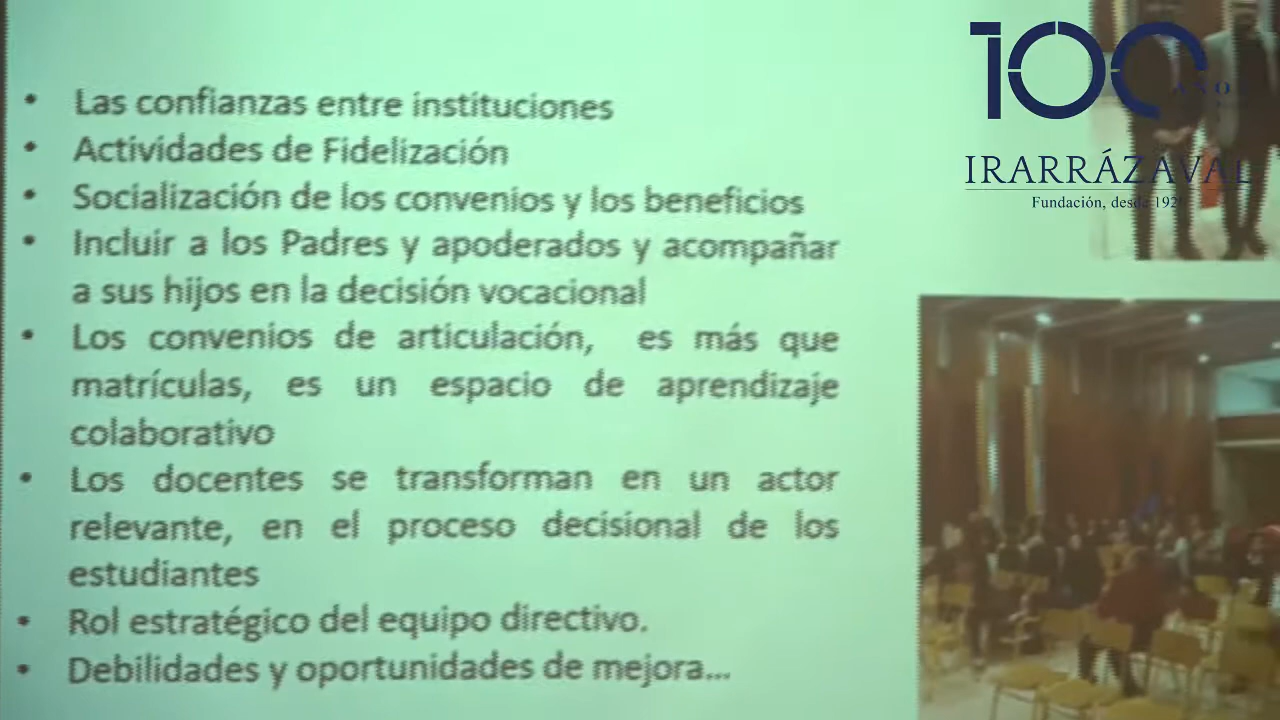 • Las confianzas entre instituciones
• Actividades de Fidelización
• Socialización de los convenios y los beneficios
• Incluir a los Padres y apoderados y acompañar
a sus hijos en la decisión vocacional
• Los convenios de articulación, es más que
matrículas, es un espacio de aprendizaje
colaborativo
• Los docentes se transforman en un actor
relevante, en el proceso decisional de los
estudiantes
• Rol estratégico del equipo directivo.
• Debilidades y oportunidades de mejora...
100
IRARRÁZAVAL
Fundación, desde